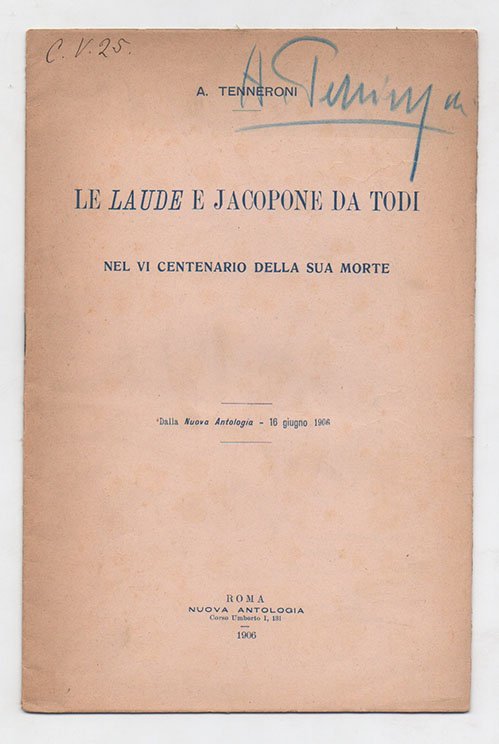 C. V. 25.
A. TENNERONI
LE LAUDE E JACOPONE DA TODI
NEL VI CENTENARIO DELLA SUA MORTE
Dalla Nuova Antologia - 16 giugno 1906
ROMA
NUOVA ANTOLOGIA
Corso Umberto I, 131
1906